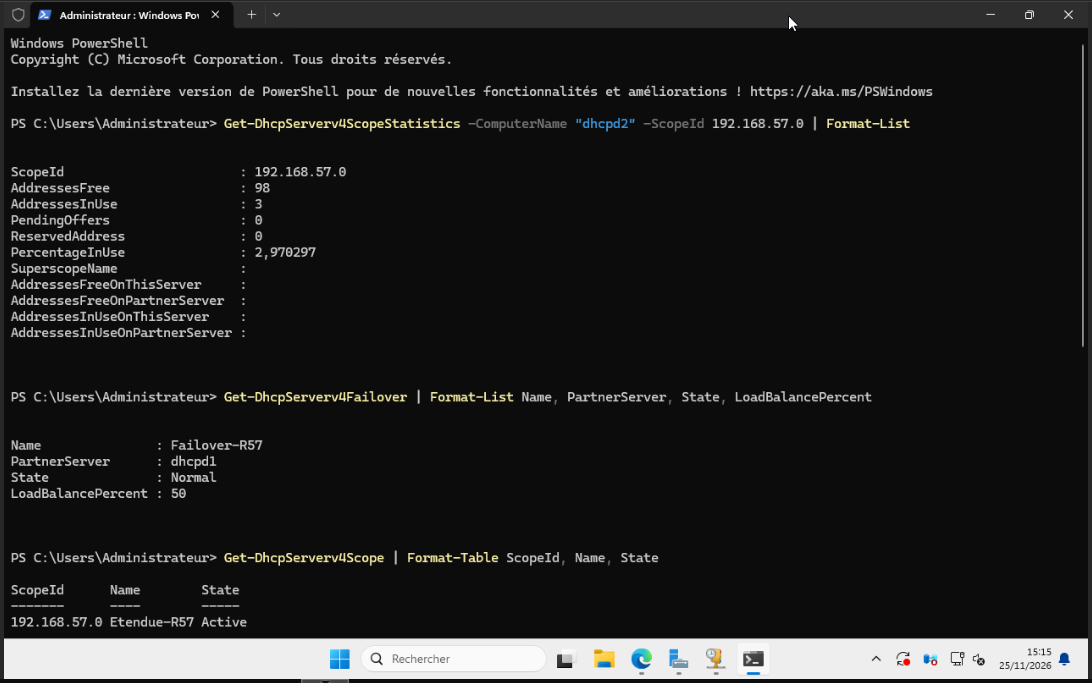 Administrateur : Windows Po
Windows PowerShell
Copyright (C) Microsoft Corporation. Tous droits réservés.
Installez la dernière version de PowerShell pour de nouvelles fonctionnalités et améliorations ! https://aka.ms/PSWindows
PS C:\Users\Administrateur> Get-DhcpServerv4ScopeStatistics -ComputerName "dhcpd2" -ScopeId 192.168.57.0 | Format-List
ScopeId : 192.168.57.0
AddressesFree : 98
AddressesInUse : 3
PendingOffers : 0
ReservedAddress : 0
PercentageInUse : 2,970297
SuperscopeName :
AddressesFreeOnThisServer :
AddressesFreeOnPartnerServer :
AddressesInUseOnThisServer :
AddressesInUseOnPartnerServer :
PS C:\Users\Administrateur> Get-DhcpServerv4Failover | Format-List Name, PartnerServer, State, LoadBalancePercent
Name : Failover-R57
PartnerServer : dhcpd1
State : Normal
LoadBalancePercent : 50
PS C:\Users\Administrateur> Get-DhcpServerv4Scope | Format-Table ScopeId, Name, State
ScopeId Name State
------- ---- -----
192.168.57.0 Etendue-R57 Active
Rechercher
15:15
25/11/2026